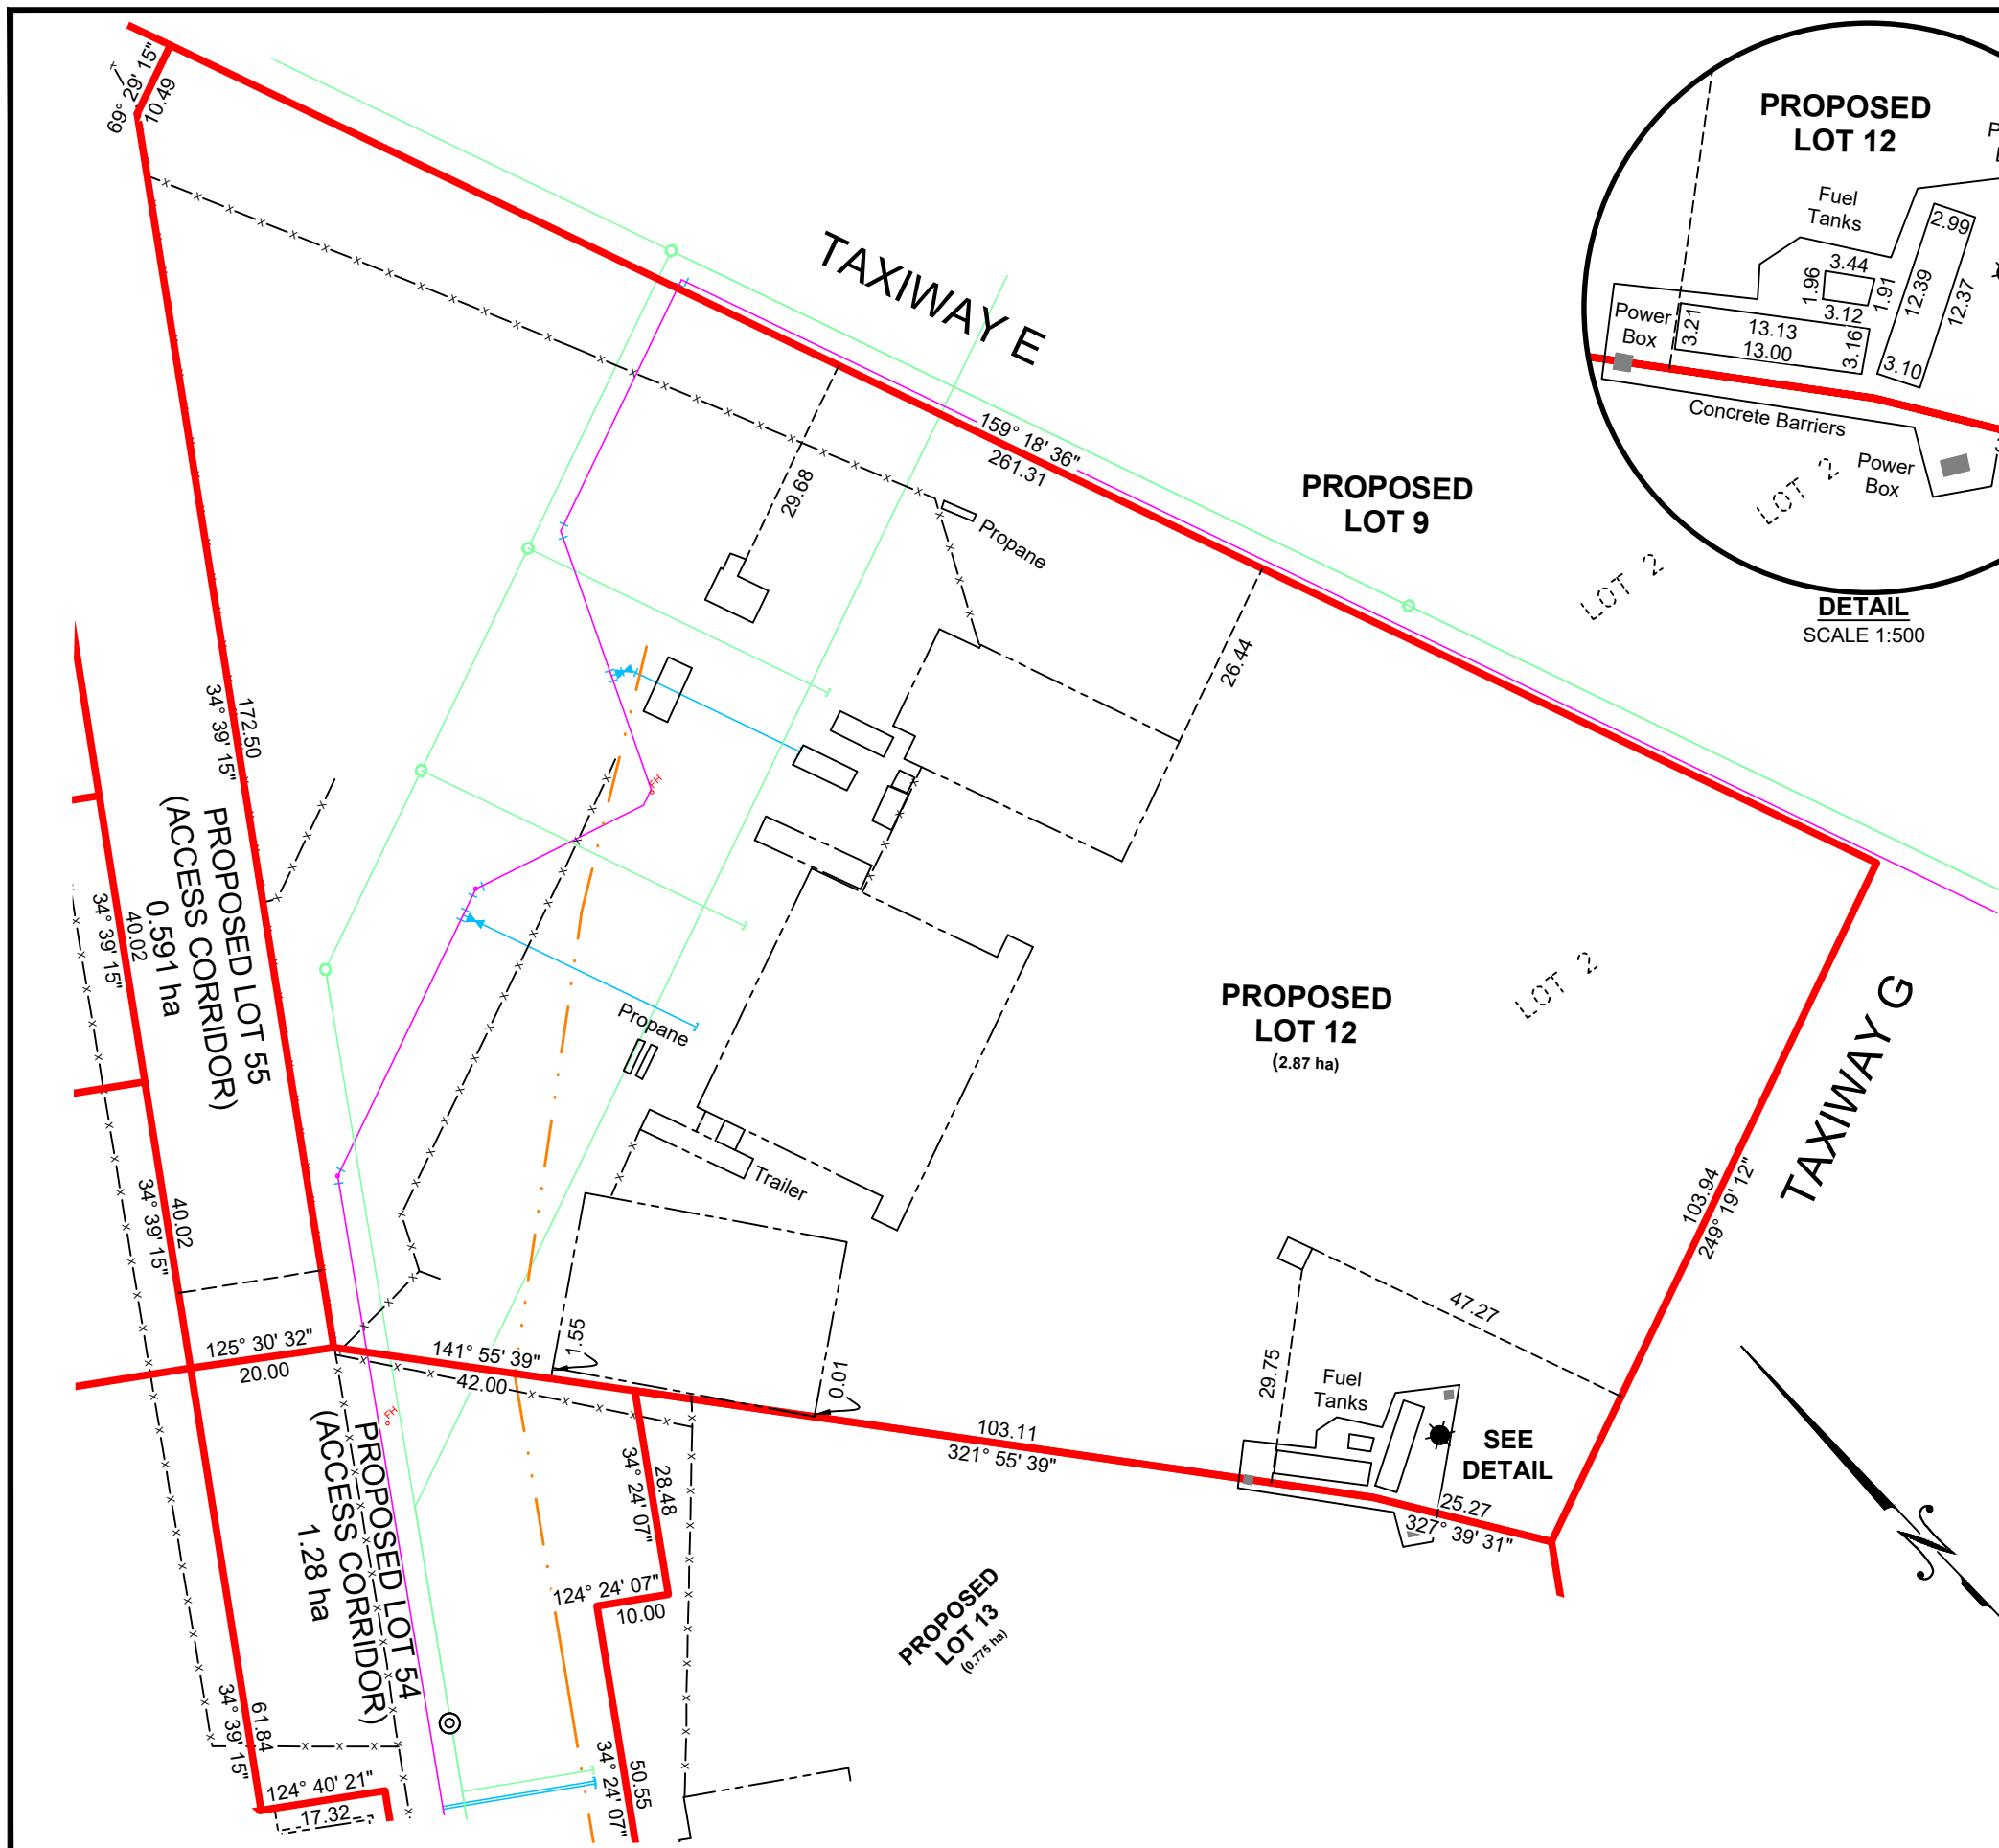 69° 29' 15"
10.49
TAXIWAY E
159° 18' 36"
261.31
29.68
Propane
26.44
PROPOSED
LOT 9
LOT 2
PROPOSED
LOT 12
Fuel
Tanks
2.99
3.44
1.96
1.91
3.12
12.39
12.37
Power
Box
3.21
13.13
13.00
3.16
3.10
Concrete Barriers
LOT 2
Power
Box
DETAIL
SCALE 1:500
172.50
34° 39' 15"
FH
PROPOSED LOT 55
(ACCESS CORRIDOR)
0.591 ha
40.02
34° 39' 15"
Propane
PROPOSED
LOT 12
(2.87 ha)
LOT 2
TAXIWAY G
103.94
249° 19' 12"
Trailer
40.02
34° 39' 15"
47.27
29.75
125° 30' 32"
20.00
141° 55' 39"
42.00
1.55
0.01
Fuel
Tanks
SEE
DETAIL
103.11
321° 55' 39"
25.27
327° 39' 31"
FH
PROPOSED LOT 54
(ACCESS CORRIDOR)
1.28 ha
28.48
34° 24' 07"
124° 24' 07"
10.00
PROPOSED
LOT 13
(0.775 ha)
61.84
34° 39' 15"
50.55
34° 24' 07"
124° 40' 21"
17.32
N